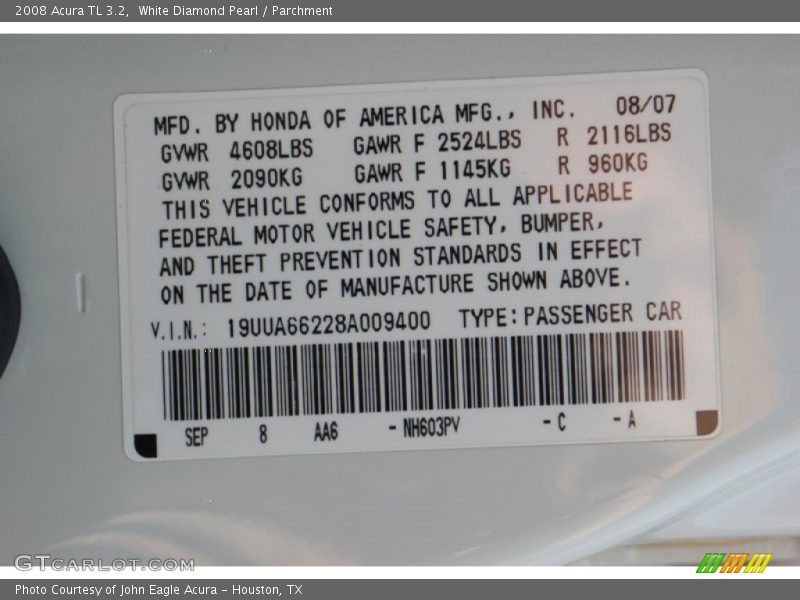 2008 Acura TL 3.2, White Diamond Pearl / Parchment
MFD. BY HONDA OF AMERICA MFG., INC. 08/07
GVWR 4608LBS GAWR F 2524LBS R 2116LBS
GVWR 2090KG GAWR F 1145KG R 960KG
THIS VEHICLE CONFORMS TO ALL APPLICABLE
FEDERAL MOTOR VEHICLE SAFETY, BUMPER,
AND THEFT PREVENTION STANDARDS IN EFFECT
ON THE DATE OF MANUFACTURE SHOWN ABOVE.
V.I.N.: 19UUA66228A009400 TYPE: PASSENGER CAR
SEP 8 AA6 - NH603PV - C - A
GTCARLOT.COM
Photo Courtesy of John Eagle Acura - Houston, TX